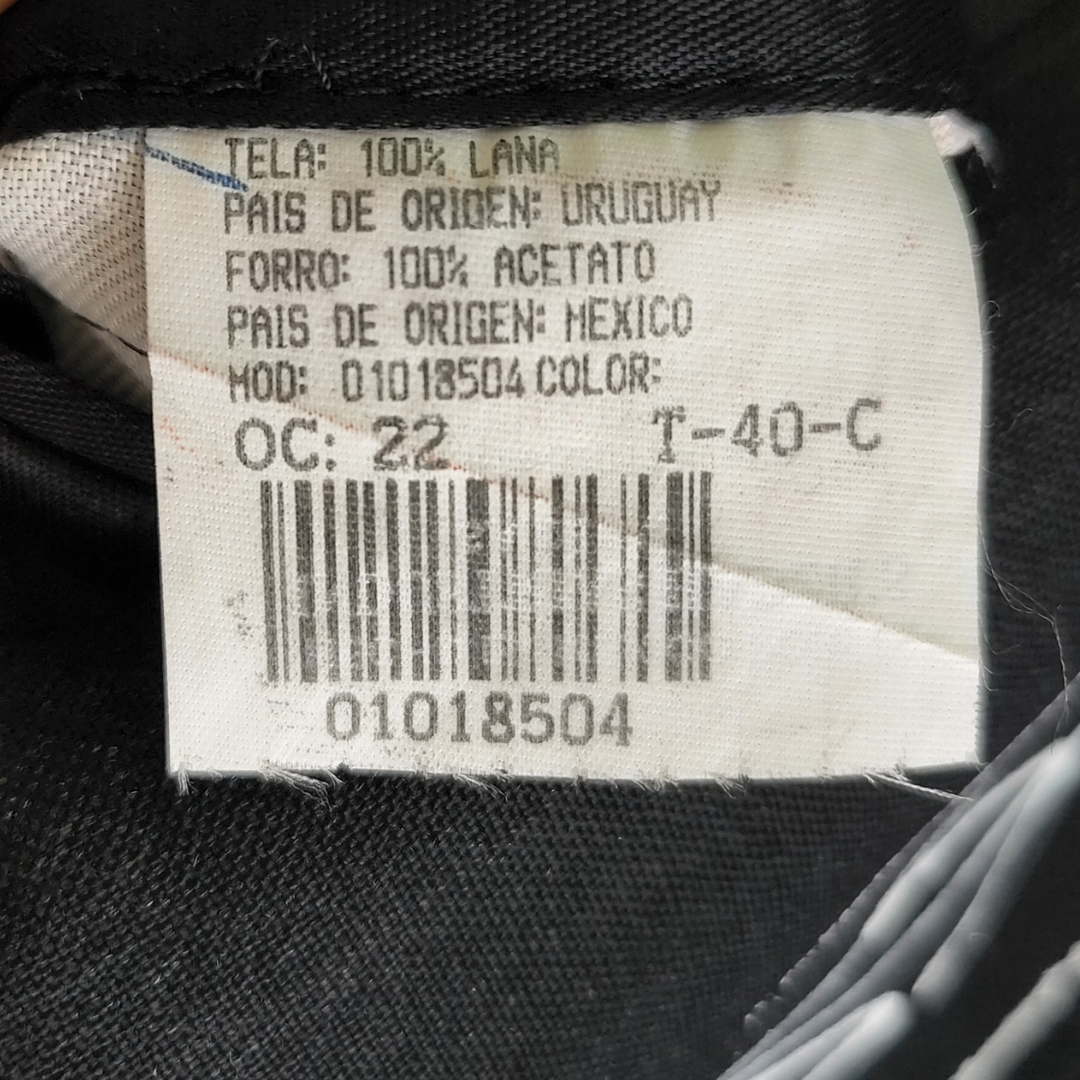 TELA: 100% LANA
PAIS DE ORIGEN: URUGUAY
FORRO: 100% ACETATO
PAIS DE ORIGEN: MEXICO
MOD: 01018504 COLOR:
OC: 22 T-40-C
01018504